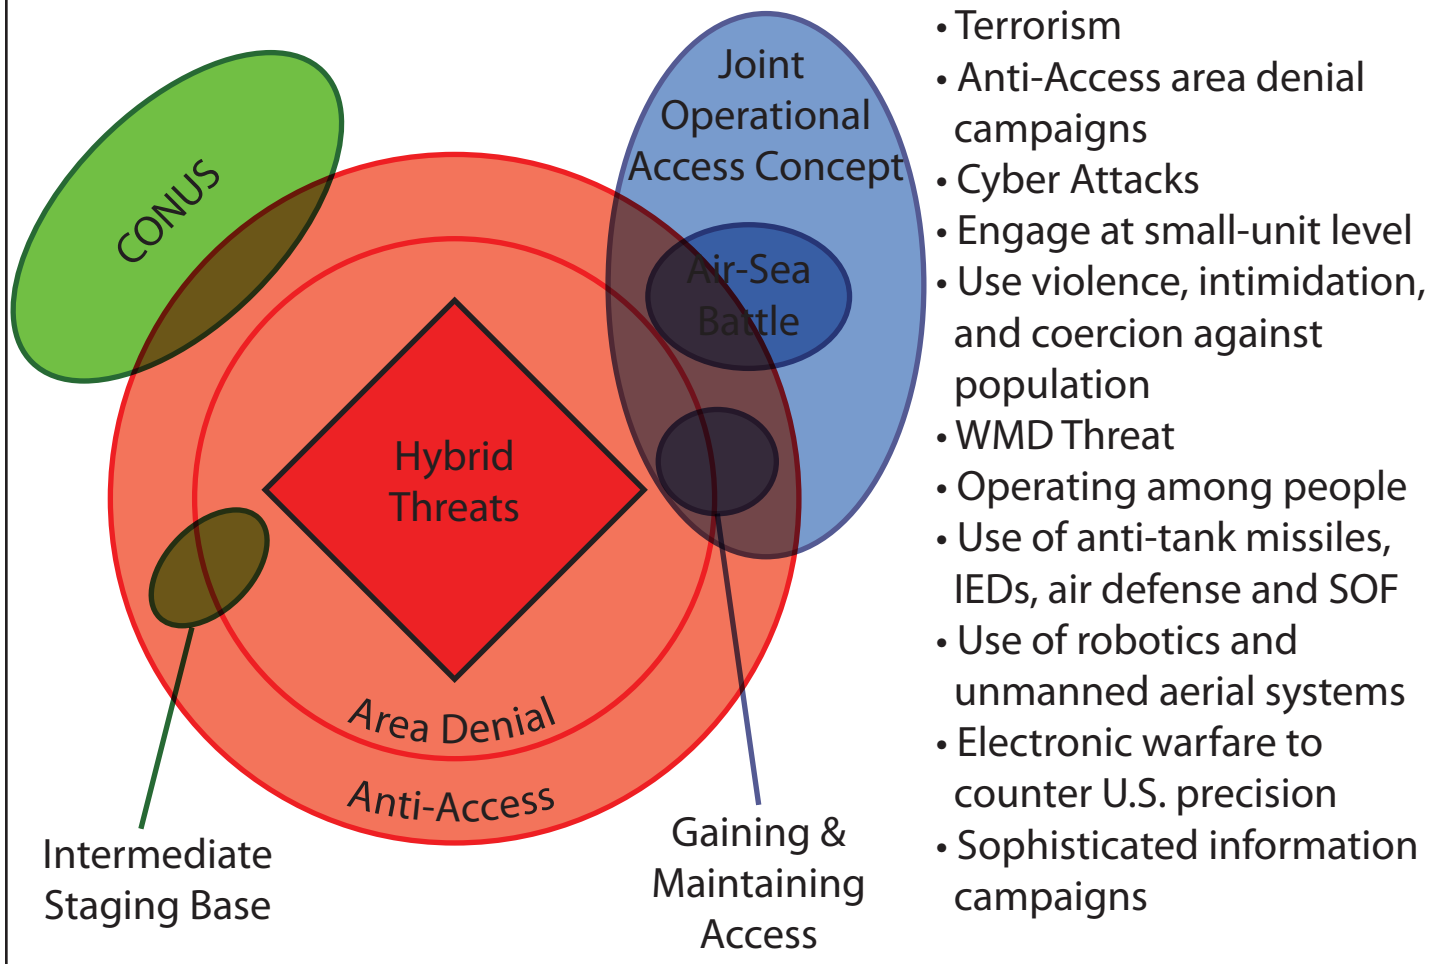 CONUS
Joint
Operational
Access Concept
Air-Sea
Battle
Hybrid
Threats
Area Denial
Anti-Access
Intermediate
Staging Base
Gaining &
Maintaining
Access
• Terrorism
• Anti-Access area denial
campaigns
• Cyber Attacks
• Engage at small-unit level
• Use violence, intimidation,
and coercion against
population
• WMD Threat
• Operating among people
• Use of anti-tank missiles,
IEDs, air defense and SOF
• Use of robotics and
unmanned aerial systems
• Electronic warfare to
counter U.S. precision
• Sophisticated information
campaigns